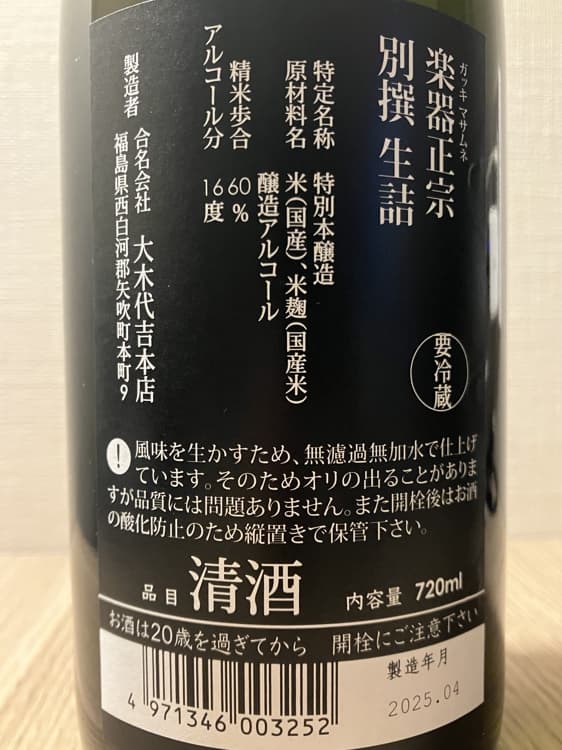 ガッキ マサムネ
楽器正宗
別撰 生詰
要冷蔵
特定名称 特別本醸造
原材料名 米(国産)、米麹(国産米)
醸造アルコール
精米歩合 60%
アルコール分 16度
製造者 合名会社 大木代吉本店
福島県西白河郡矢吹町本町9
! 風味を生かすため、無濾過無加水で仕上げ
ています。そのためオリの出ることがありま
すが品質には問題ありません。また開栓後はお酒
の酸化防止のため縦置きで保管下さい。
品目 清酒 内容量 720ml
お酒は20歳を過ぎてから 開栓にご注意下さい
製造年月
2025.04
4 971346 003252